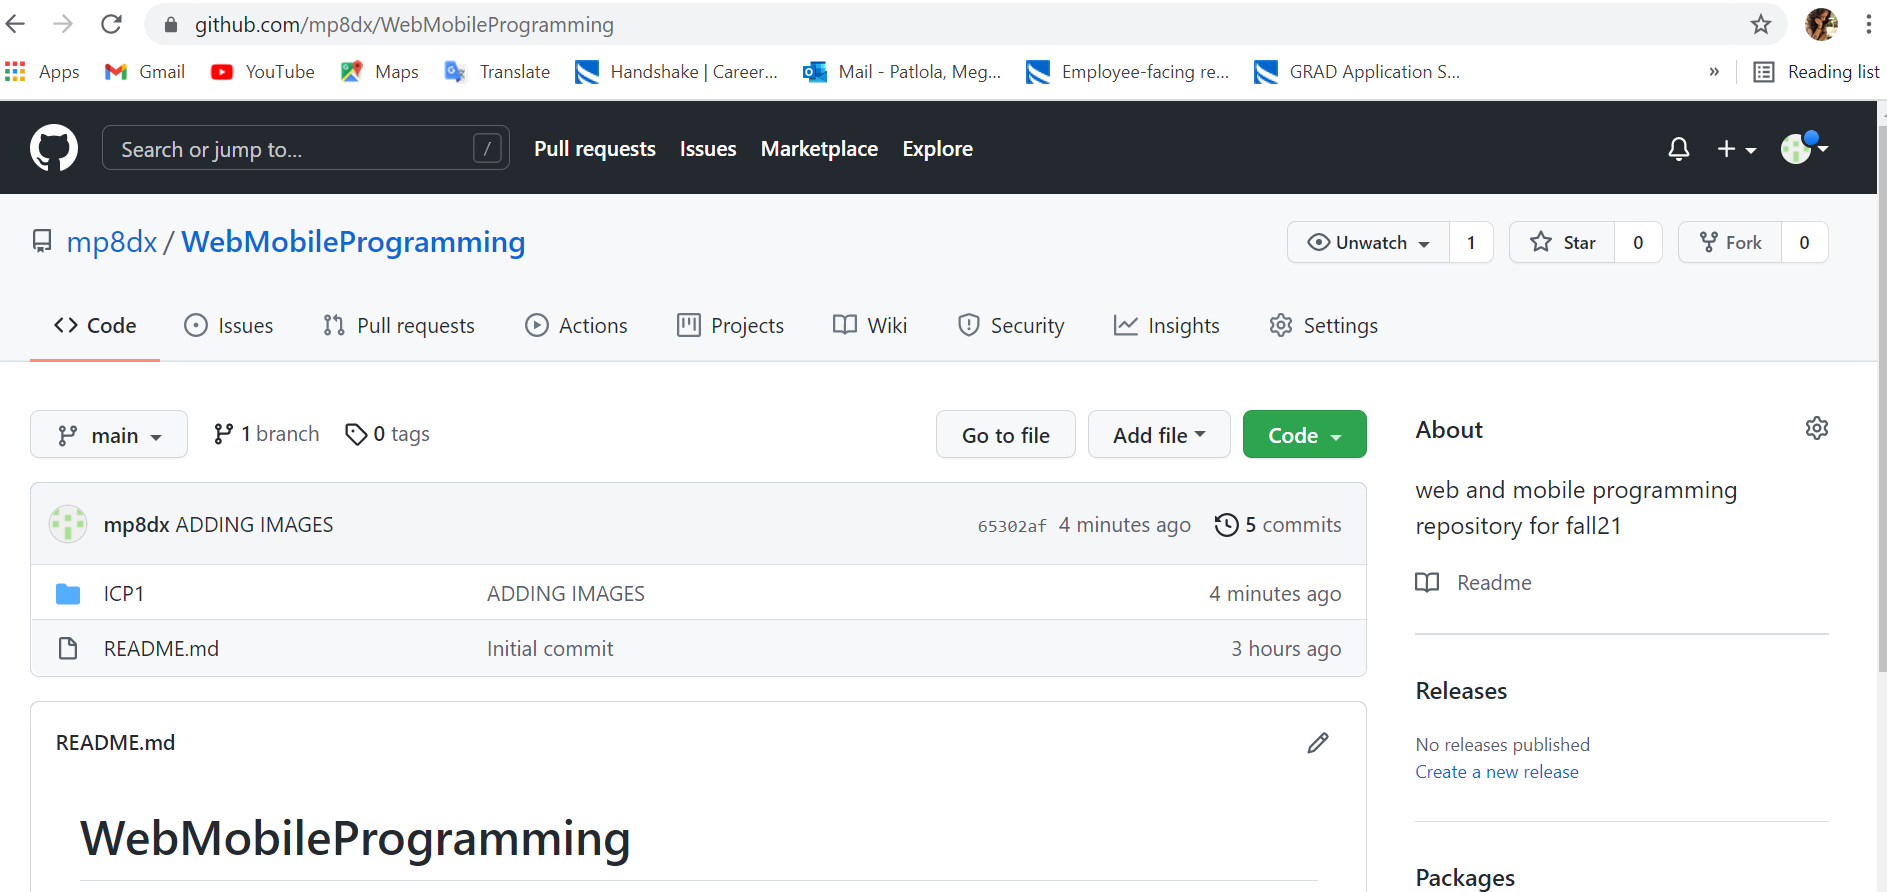 github.com/mp8dx/WebMobileProgramming
Apps Gmail YouTube Maps Translate Handshake | Career... Mail - Patlola, Meg... Employee-facing re... GRAD Application S... » Reading list
Search or jump to... / Pull requests Issues Marketplace Explore
mp8dx / WebMobileProgramming Unwatch 1 Star 0 Fork 0
Code Issues Pull requests Actions Projects Wiki Security Insights Settings
main 1 branch 0 tags Go to file Add file Code
About
web and mobile programming
repository for fall21
Readme
mp8dx ADDING IMAGES 65302af 4 minutes ago 5 commits
ICP1 ADDING IMAGES 4 minutes ago
README.md Initial commit 3 hours ago
Releases
No releases published
Create a new release
README.md
WebMobileProgramming
Packages